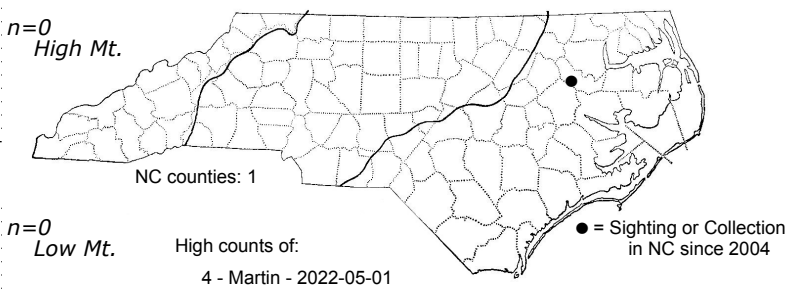 n=0
High Mt.
NC counties: 1
n=0
Low Mt.
High counts of:
4 - Martin - 2022-05-01
● = Sighting or Collection
in NC since 2004